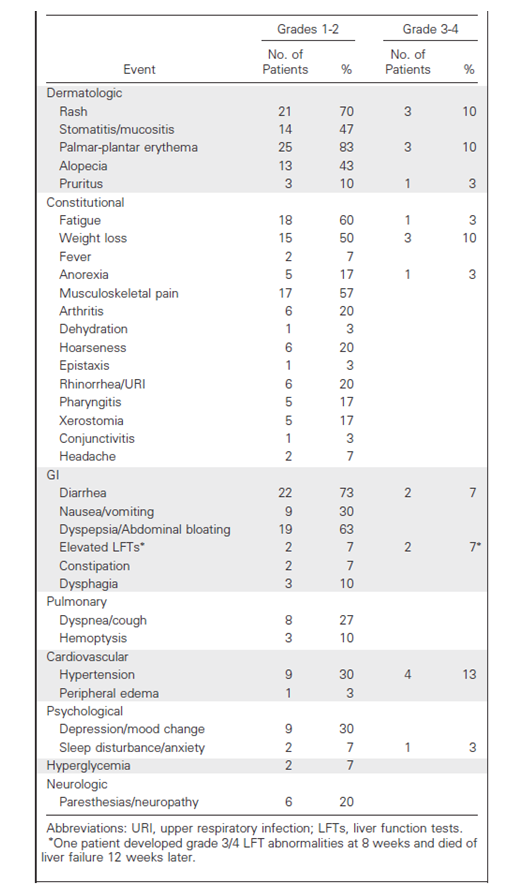 Grades 1-2 Grade 3-4
No. of No. of
Event Patients % Patients %
Dermatologic
Rash 21 70 3 10
Stomatitis/mucositis 14 47
Palmar-plantar erythema 25 83 3 10
Alopecia 13 43
Pruritus 3 10 1 3
Constitutional
Fatigue 18 60 1 3
Weight loss 15 50 3 10
Fever 2 7
Anorexia 5 17 1 3
Musculoskeletal pain 17 57
Arthritis 6 20
Dehydration 1 3
Hoarseness 6 20
Epistaxis 1 3
Rhinorrhea/URI 6 20
Pharyngitis 5 17
Xerostomia 5 17
Conjunctivitis 1 3
Headache 2 7
GI
Diarrhea 22 73 2 7
Nausea/vomiting 9 30
Dyspepsia/Abdominal bloating 19 63
Elevated LFTs* 2 7 2 7*
Constipation 2 7
Dysphagia 3 10
Pulmonary
Dyspnea/cough 8 27
Hemoptysis 3 10
Cardiovascular
Hypertension 9 30 4 13
Peripheral edema 1 3
Psychological
Depression/mood change 9 30
Sleep disturbance/anxiety 2 7 1 3
Hyperglycemia 2 7
Neurologic
Paresthesias/neuropathy 6 20
Abbreviations: URI, upper respiratory infection; LFTs, liver function tests.
*One patient developed grade 3/4 LFT abnormalities at 8 weeks and died of
liver failure 12 weeks later.